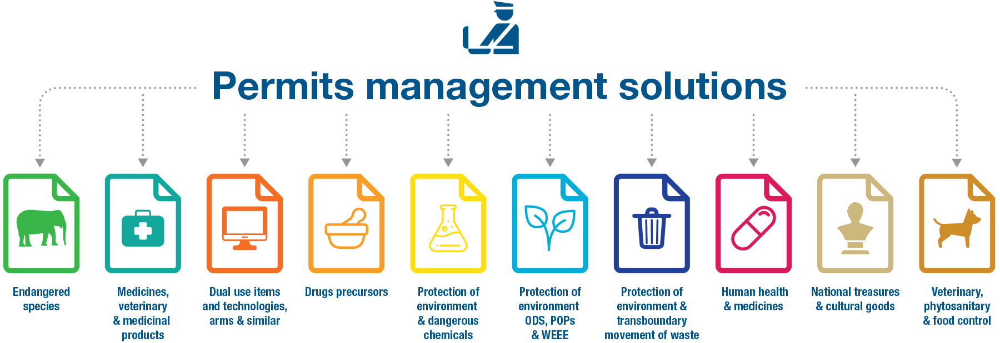 Permits management solutions
Endangered
species
Medicines,
veterinary
& medicinal
products
Dual use items
and technologies,
arms & similar
Drugs precursors
Protection of
environment
& dangerous
chemicals
Protection of
environment
ODS, POPs
& WEEE
Protection of
environment &
transboundary
movement of waste
Human health
& medicines
National treasures
& cultural goods
Veterinary,
phytosanitary
& food control